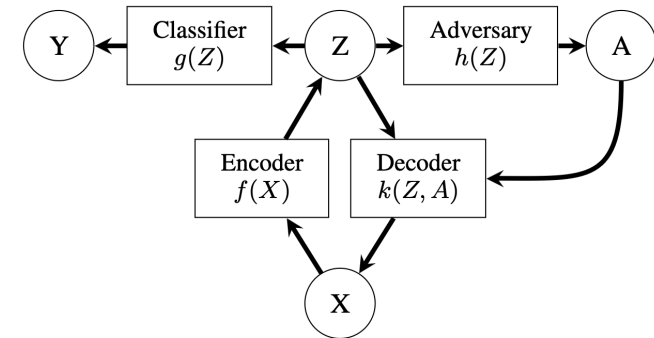 Y
Classifier
g(Z)
Z
Adversary
h(Z)
A
Encoder
f(X)
Decoder
k(Z, A)
X